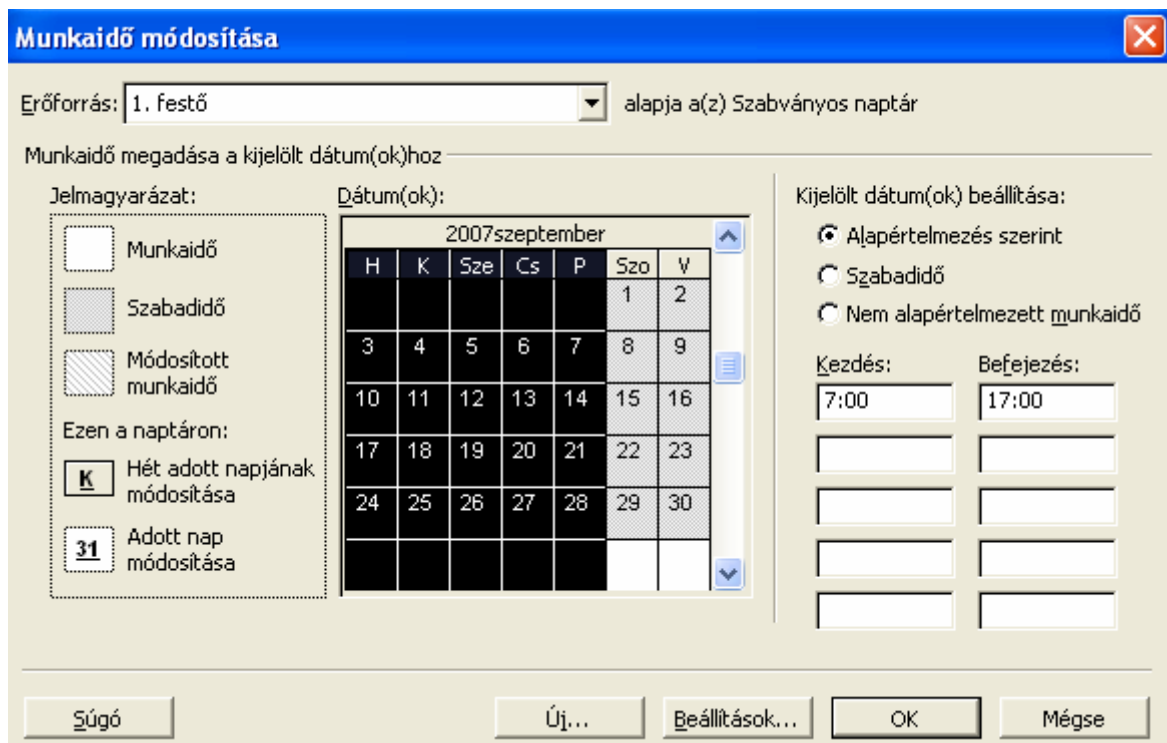 Munkaidő módosítása
Erőforrás: 1. festő alapja a(z) Szabványos naptár
Munkaidő megadása a kijelölt dátum(ok)hoz
Jelmagyarázat:
Munkaidő
Szabadidő
Módosított
munkaidő
Ezen a naptáron:
K Hét adott napjának
módosítása
31 Adott nap
módosítása
Dátum(ok):
2007szeptember
H K Sze Cs P Szo V
1 2
3 4 5 6 7 8 9
10 11 12 13 14 15 16
17 18 19 20 21 22 23
24 25 26 27 28 29 30
Kijelölt dátum(ok) beállítása:
Alapértelmezés szerint
Szabadidő
Nem alapértelmezett munkaidő
Kezdés: Befejezés:
7:00 17:00
Súgó Új... Beállítások... OK Mégse